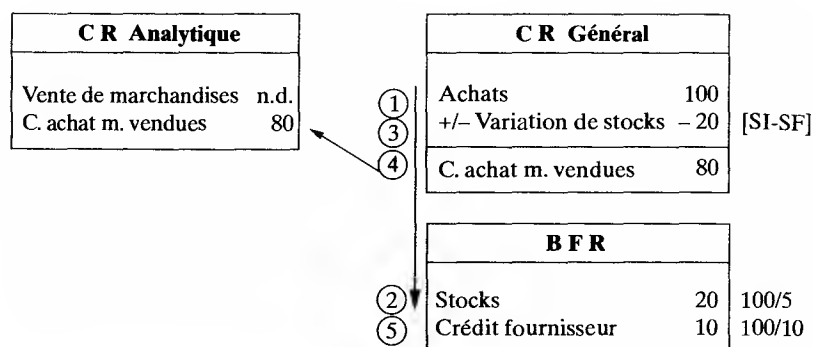 C R Analytique
Vente de marchandises n.d.
C. achat m. vendues 80
C R Général
① Achats 100
③ +/– Variation de stocks – 20 [SI-SF]
④ C. achat m. vendues 80
B F R
② Stocks 20 100/5
⑤ Crédit fournisseur 10 100/10